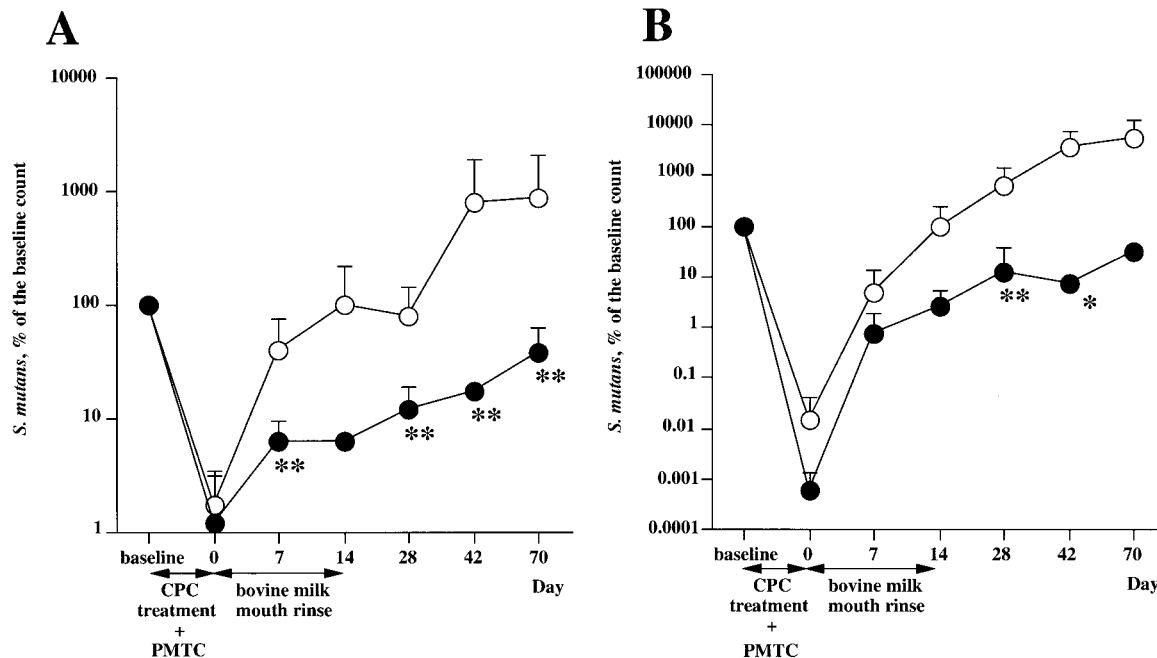 A
10000
1000
100
10
1
S. mutans, % of the baseline count
** ** ** **
baseline 0 7 14 28 42 70
CPC
treatment
+
PMTC
bovine milk
mouth rinse
Day
B
100000
10000
1000
100
10
1
0.1
0.01
0.001
0.0001
S. mutans, % of the baseline count
** *
baseline 0 7 14 28 42 70
CPC
treatment
+
PMTC
bovine milk
mouth rinse
Day